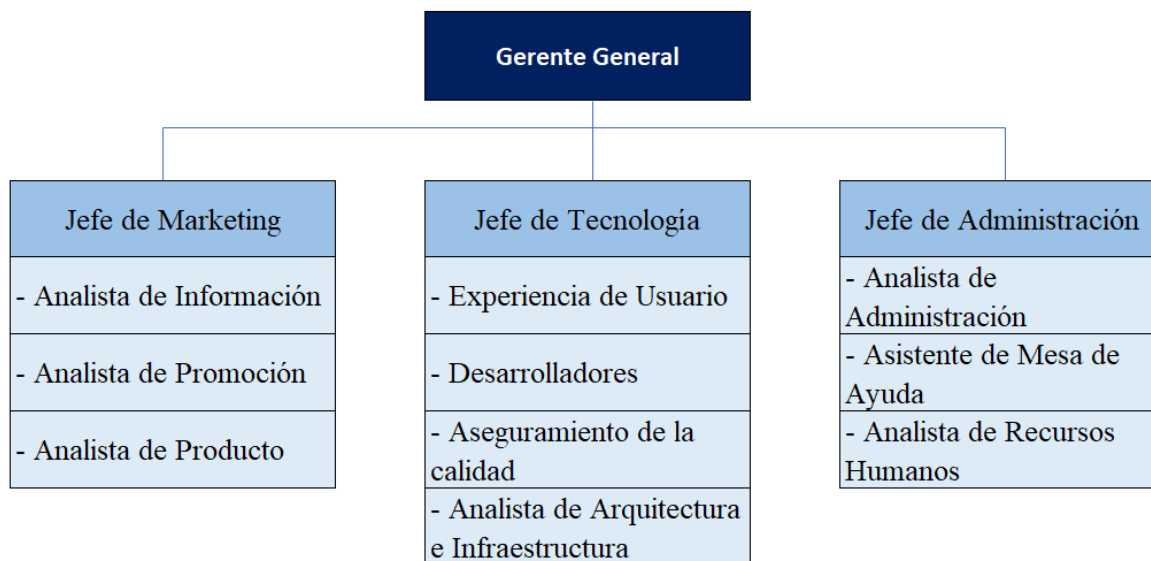 Gerente General
Jefe de Marketing
- Analista de Información
- Analista de Promoción
- Analista de Producto
Jefe de Tecnología
- Experiencia de Usuario
- Desarrolladores
- Aseguramiento de la
calidad
- Analista de Arquitectura
e Infraestructura
Jefe de Administración
- Analista de
Administración
- Asistente de Mesa de
Ayuda
- Analista de Recursos
Humanos